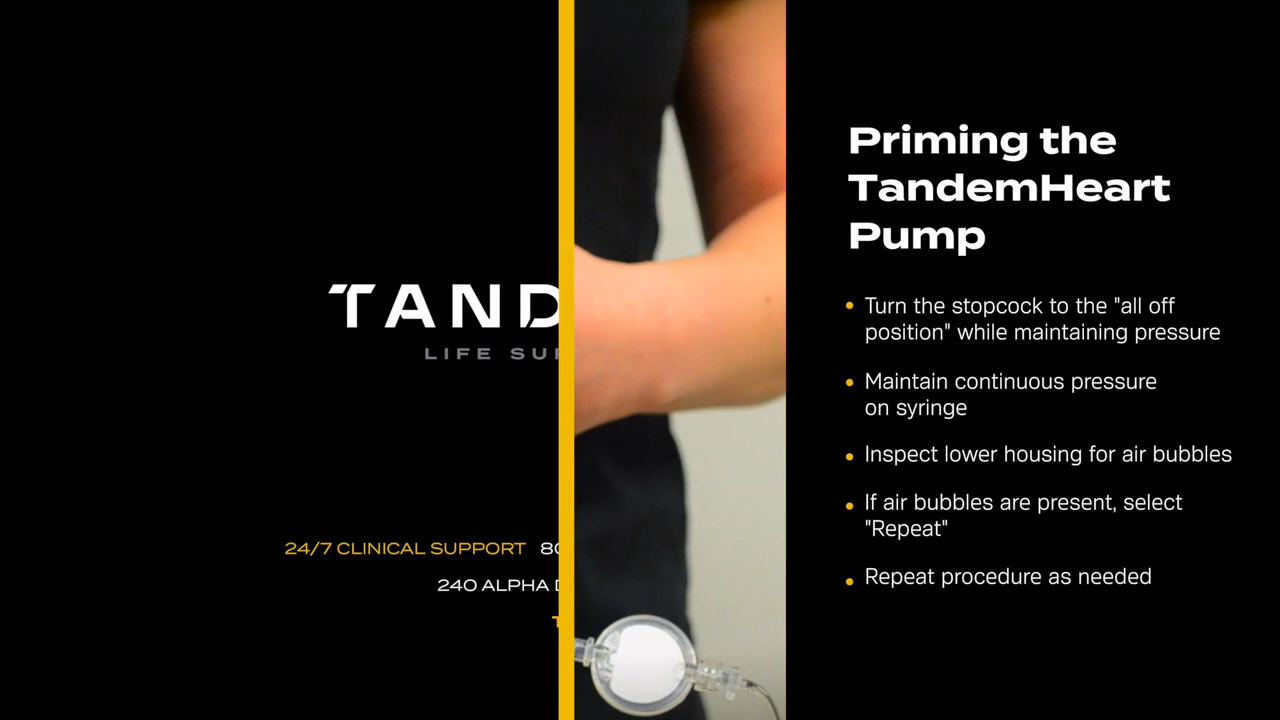 TAND
LIFE SUP
24/7 CLINICAL SUPPORT 80
240 ALPHA D
T
Priming the
TandemHeart
Pump
Turn the stopcock to the "all off
position" while maintaining pressure
Maintain continuous pressure
on syringe
Inspect lower housing for air bubbles
If air bubbles are present, select
"Repeat"
Repeat procedure as needed